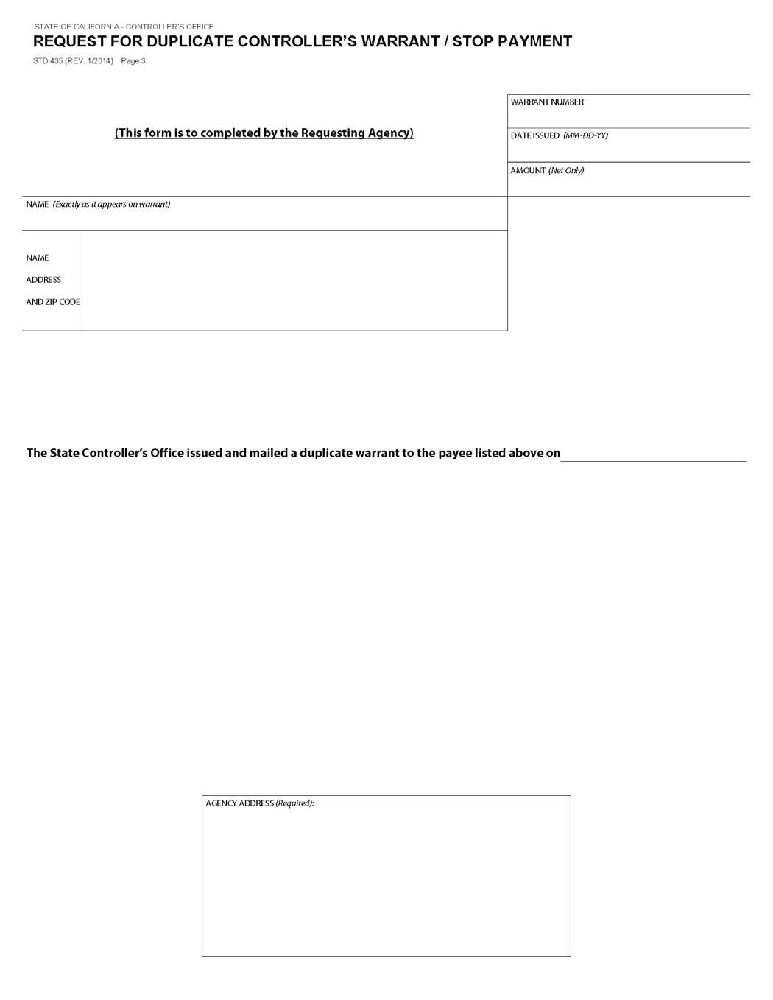 STATE OF CALIFORNIA - CONTROLLER'S OFFICE
REQUEST FOR DUPLICATE CONTROLLER'S WARRANT / STOP PAYMENT
STD 435 (REV. 1/2014) Page 3
WARRANT NUMBER
(This form is to completed by the Requesting Agency)
DATE ISSUED (MM-DD-YY)
AMOUNT (Net Only)
NAME (Exactly as it appears on warrant)
NAME
ADDRESS
AND ZIP CODE
The State Controller's Office issued and mailed a duplicate warrant to the payee listed above on
AGENCY ADDRESS (Required):